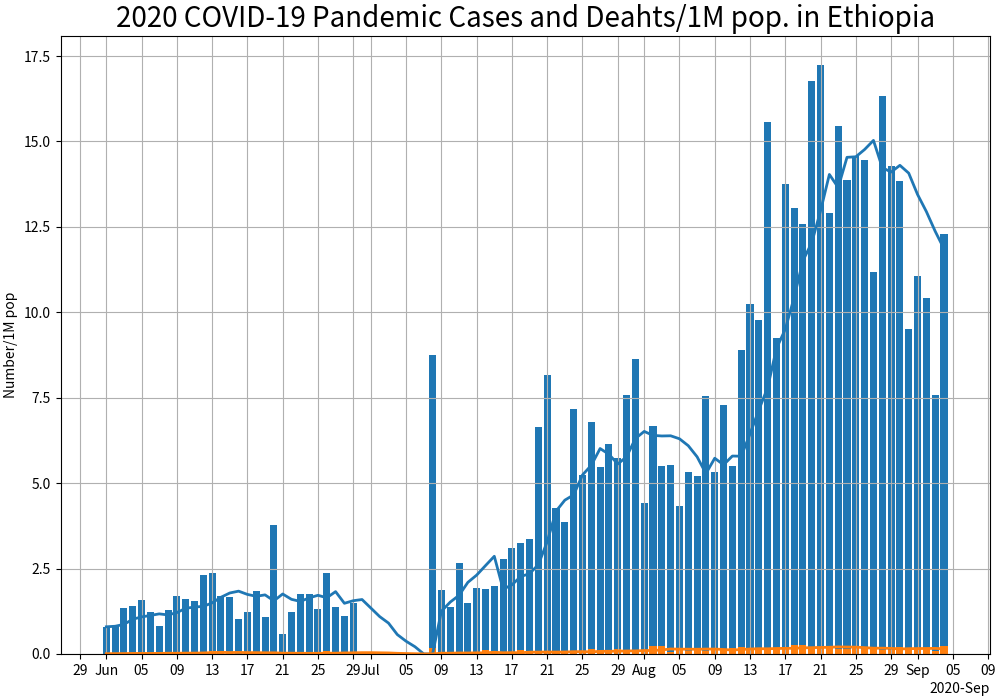 2020 COVID-19 Pandemic Cases and Deahts/1M pop. in Ethiopia
Number/1M pop
17.5
15.0
12.5
10.0
7.5
5.0
2.5
0.0
29 Jun 05 09 13 17 21 25 29 Jul 05 09 13 17 21 25 29 Aug 05 09 13 17 21 25 29 Sep 05 09
2020-Sep